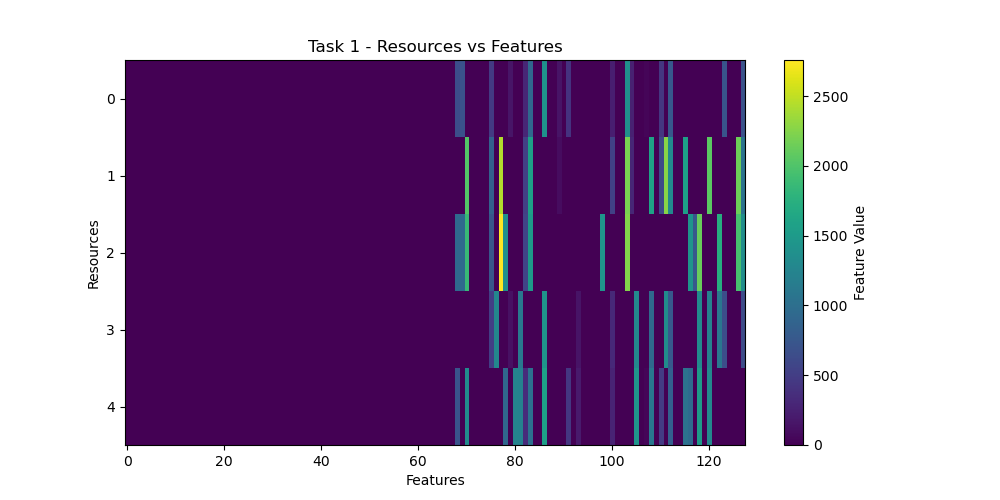 Task 1 - Resources vs Features
Resources
0
1
2
3
4
0 20 40 60 80 100 120
Features
2500
2000
1500
1000
500
0
Feature Value